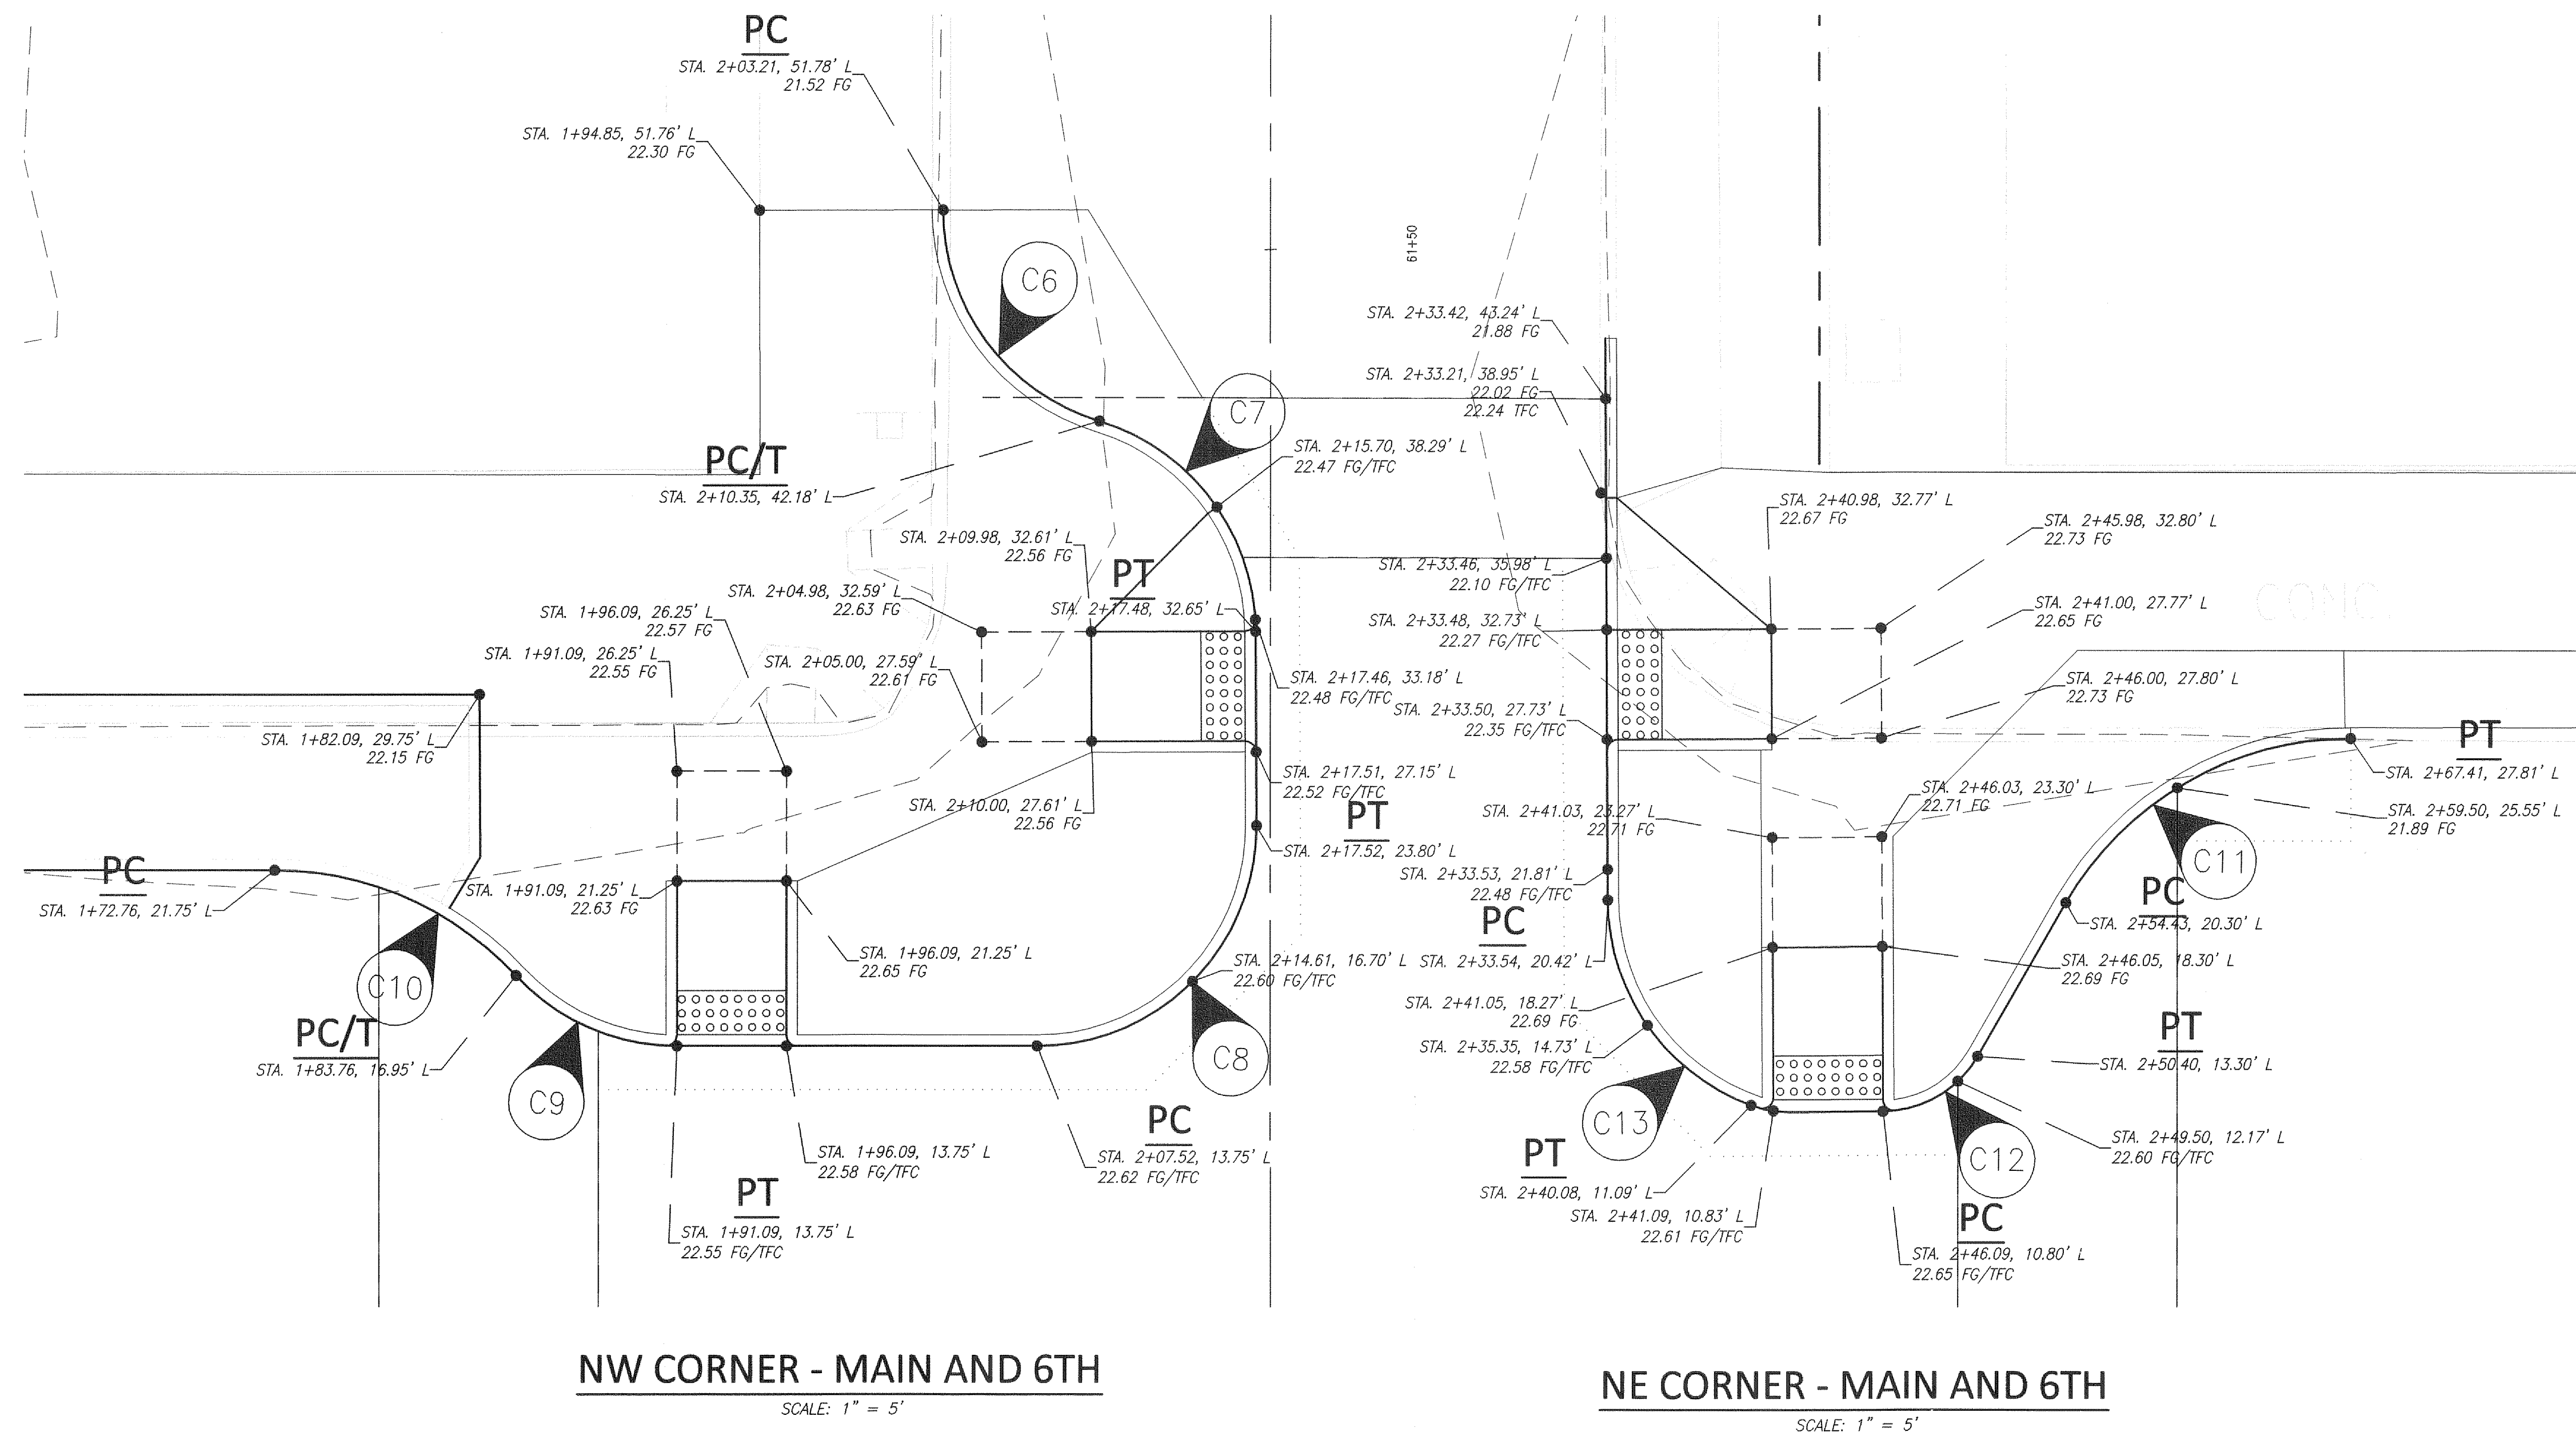 PC
STA. 2+03.21, 51.78' L
21.52 FG
STA. 1+94.85, 51.76' L
22.30 FG
C6
61+50
C7
PC/T
STA. 2+10.35, 42.18' L
STA. 2+15.70, 38.29' L
22.47 FG/TFC
STA. 2+09.98, 32.61' L
22.56 FG
PT
STA. 2+17.48, 32.65' L
STA. 2+04.98, 32.59' L
22.63 FG
STA. 1+96.09, 26.25' L
22.57 FG
STA. 1+91.09, 26.25' L
22.55 FG
STA. 2+05.00, 27.59' L
22.61 FG
STA. 2+17.46, 33.18' L
22.48 FG/TFC
STA. 1+82.09, 29.75' L
22.15 FG
STA. 2+17.51, 27.15' L
22.52 FG/TFC
STA. 2+10.00, 27.61' L
22.56 FG
PT
STA. 2+17.52, 23.80' L
PC
STA. 1+72.76, 21.75' L
STA. 1+91.09, 21.25' L
22.63 FG
STA. 1+96.09, 21.25' L
22.65 FG
STA. 2+14.61, 16.70' L
22.60 FG/TFC
C10
PC/T
STA. 1+83.76, 16.95' L
C9
C8
PC
STA. 2+07.52, 13.75' L
22.62 FG/TFC
STA. 1+96.09, 13.75' L
22.58 FG/TFC
PT
STA. 1+91.09, 13.75' L
22.55 FG/TFC
NW CORNER - MAIN AND 6TH
SCALE: 1" = 5'
STA. 2+33.42, 43.24' L
21.88 FG
STA. 2+33.21, 38.95' L
22.02 FG
22.24 TFC
STA. 2+40.98, 32.77' L
22.67 FG
STA. 2+45.98, 32.80' L
22.73 FG
STA. 2+33.46, 35.98' L
22.10 FG/TFC
STA. 2+33.48, 32.73' L
22.27 FG/TFC
STA. 2+41.00, 27.77' L
22.65 FG
CONC.
STA. 2+46.00, 27.80' L
22.73 FG
STA. 2+33.50, 27.73' L
22.35 FG/TFC
PT
STA. 2+67.41, 27.81' L
STA. 2+59.50, 25.55' L
21.89 FG
STA. 2+46.03, 23.30' L
22.71 FG
STA. 2+41.03, 23.27' L
22.71 FG
C11
STA. 2+33.53, 21.81' L
22.48 FG/TFC
PC
STA. 2+54.43, 20.30' L
PC
STA. 2+33.54, 20.42' L
STA. 2+46.05, 18.30' L
22.69 FG
STA. 2+41.05, 18.27' L
22.69 FG
STA. 2+35.35, 14.73' L
22.58 FG/TFC
PT
STA. 2+50.40, 13.30' L
C13
C12
STA. 2+49.50, 12.17' L
22.60 FG/TFC
PT
STA. 2+40.08, 11.09' L
STA. 2+41.09, 10.83' L
22.61 FG/TFC
PC
STA. 2+46.09, 10.80' L
22.65 FG/TFC
NE CORNER - MAIN AND 6TH
SCALE: 1" = 5'